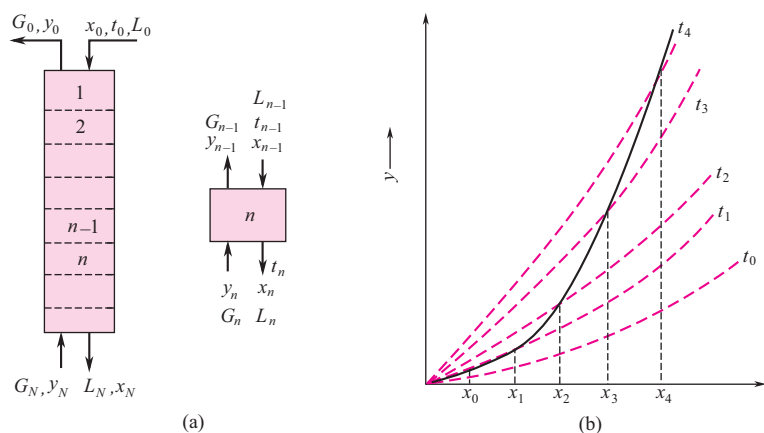 G₀, y₀
x₀, t₀, L₀
1
2
n–1
n
G_N, y_N
L_N, x_N
L_{n–1}
G_{n–1}
t_{n–1}
y_{n–1}
x_{n–1}
n
t_n
y_n
x_n
G_n
L_n
(a)
y
t₄
t₃
t₂
t₁
t₀
x₀
x₁
x₂
x₃
x₄
(b)